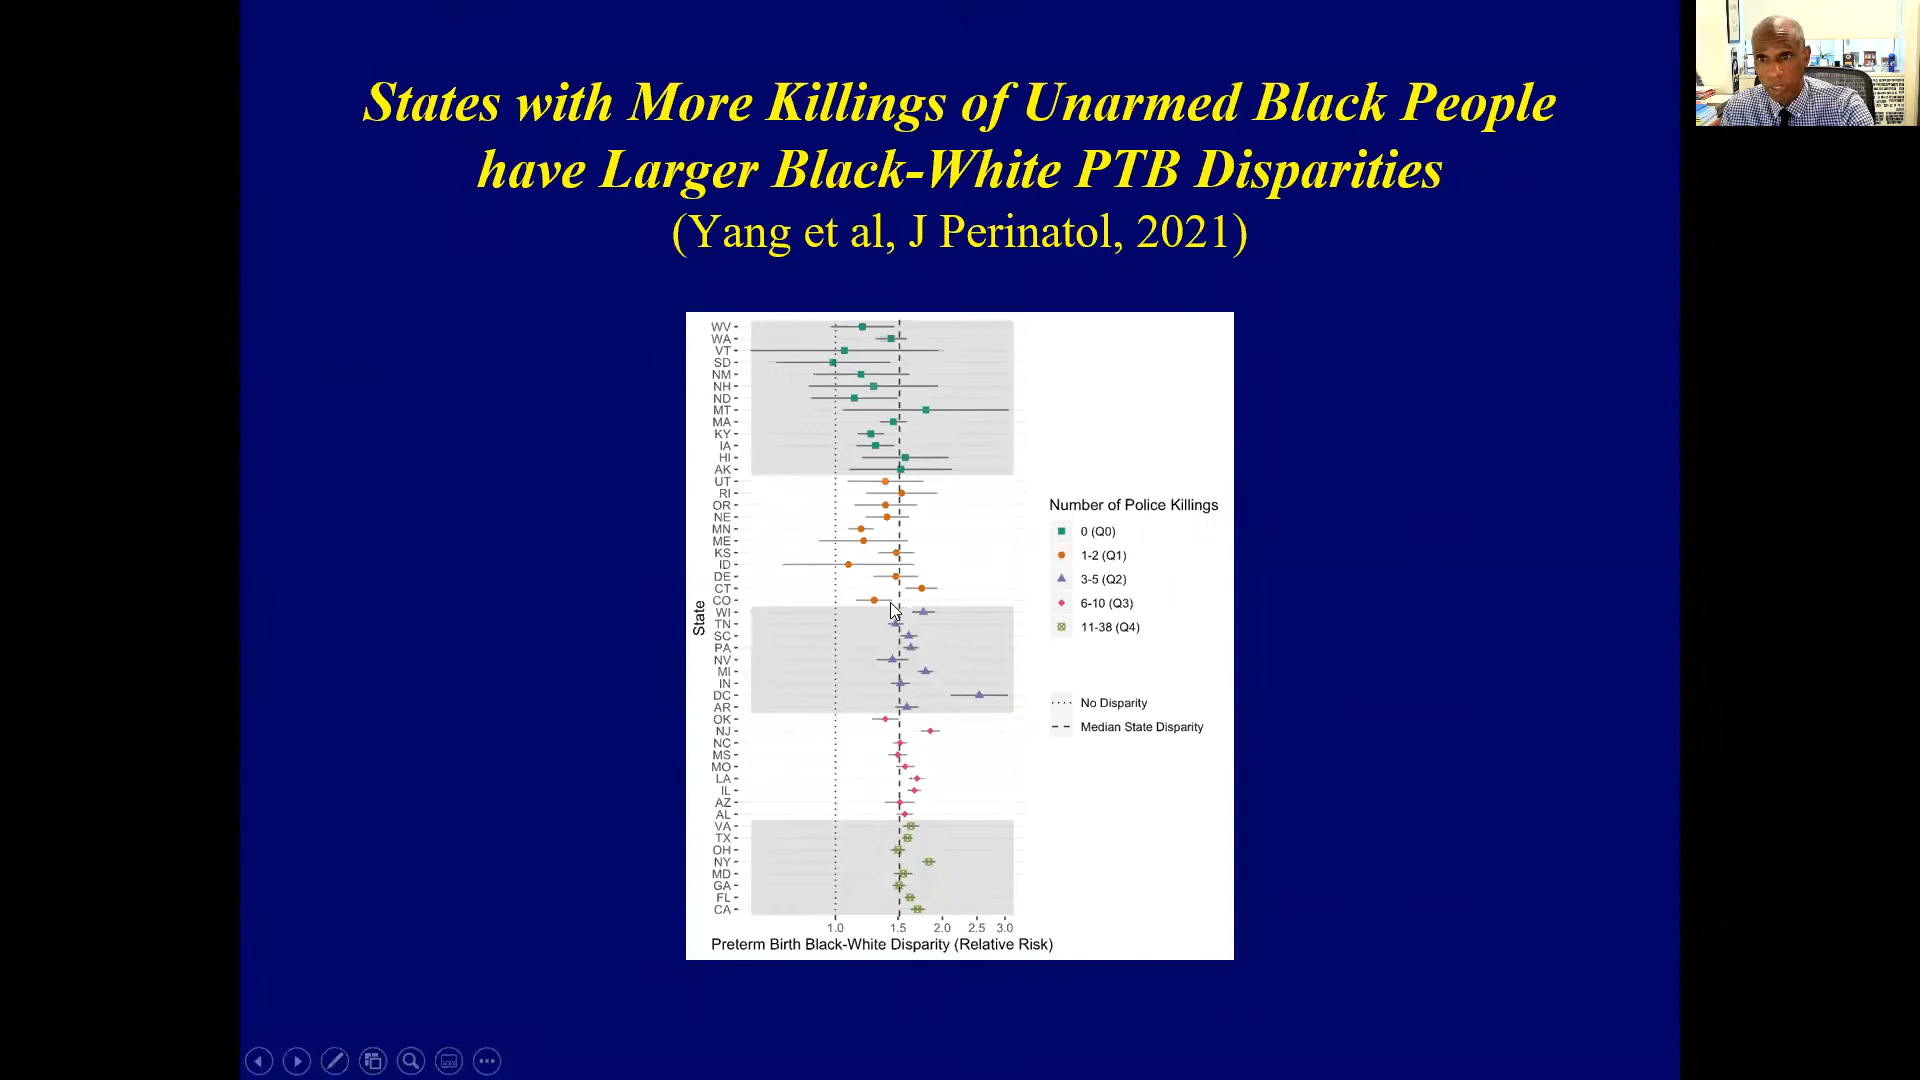 States with More Killings of Unarmed Black People
have Larger Black-White PTB Disparities
(Yang et al, J Perinatol, 2021)
State
WV
WA
VT
SD
NM
NH
ND
MT
MA
KY
IA
HI
AK
UT
RI
OR
NE
MN
ME
KS
ID
DE
CT
CO
WI
TN
SC
PA
NV
MI
IN
DC
AR
OK
NJ
NC
MS
MO
LA
IL
AZ
AL
VA
TX
OH
NY
MD
GA
FL
CA
1.0 1.5 2.0 2.5 3.0
Preterm Birth Black-White Disparity (Relative Risk)
Number of Police Killings
0 (Q0)
1-2 (Q1)
3-5 (Q2)
6-10 (Q3)
11-38 (Q4)
No Disparity
Median State Disparity